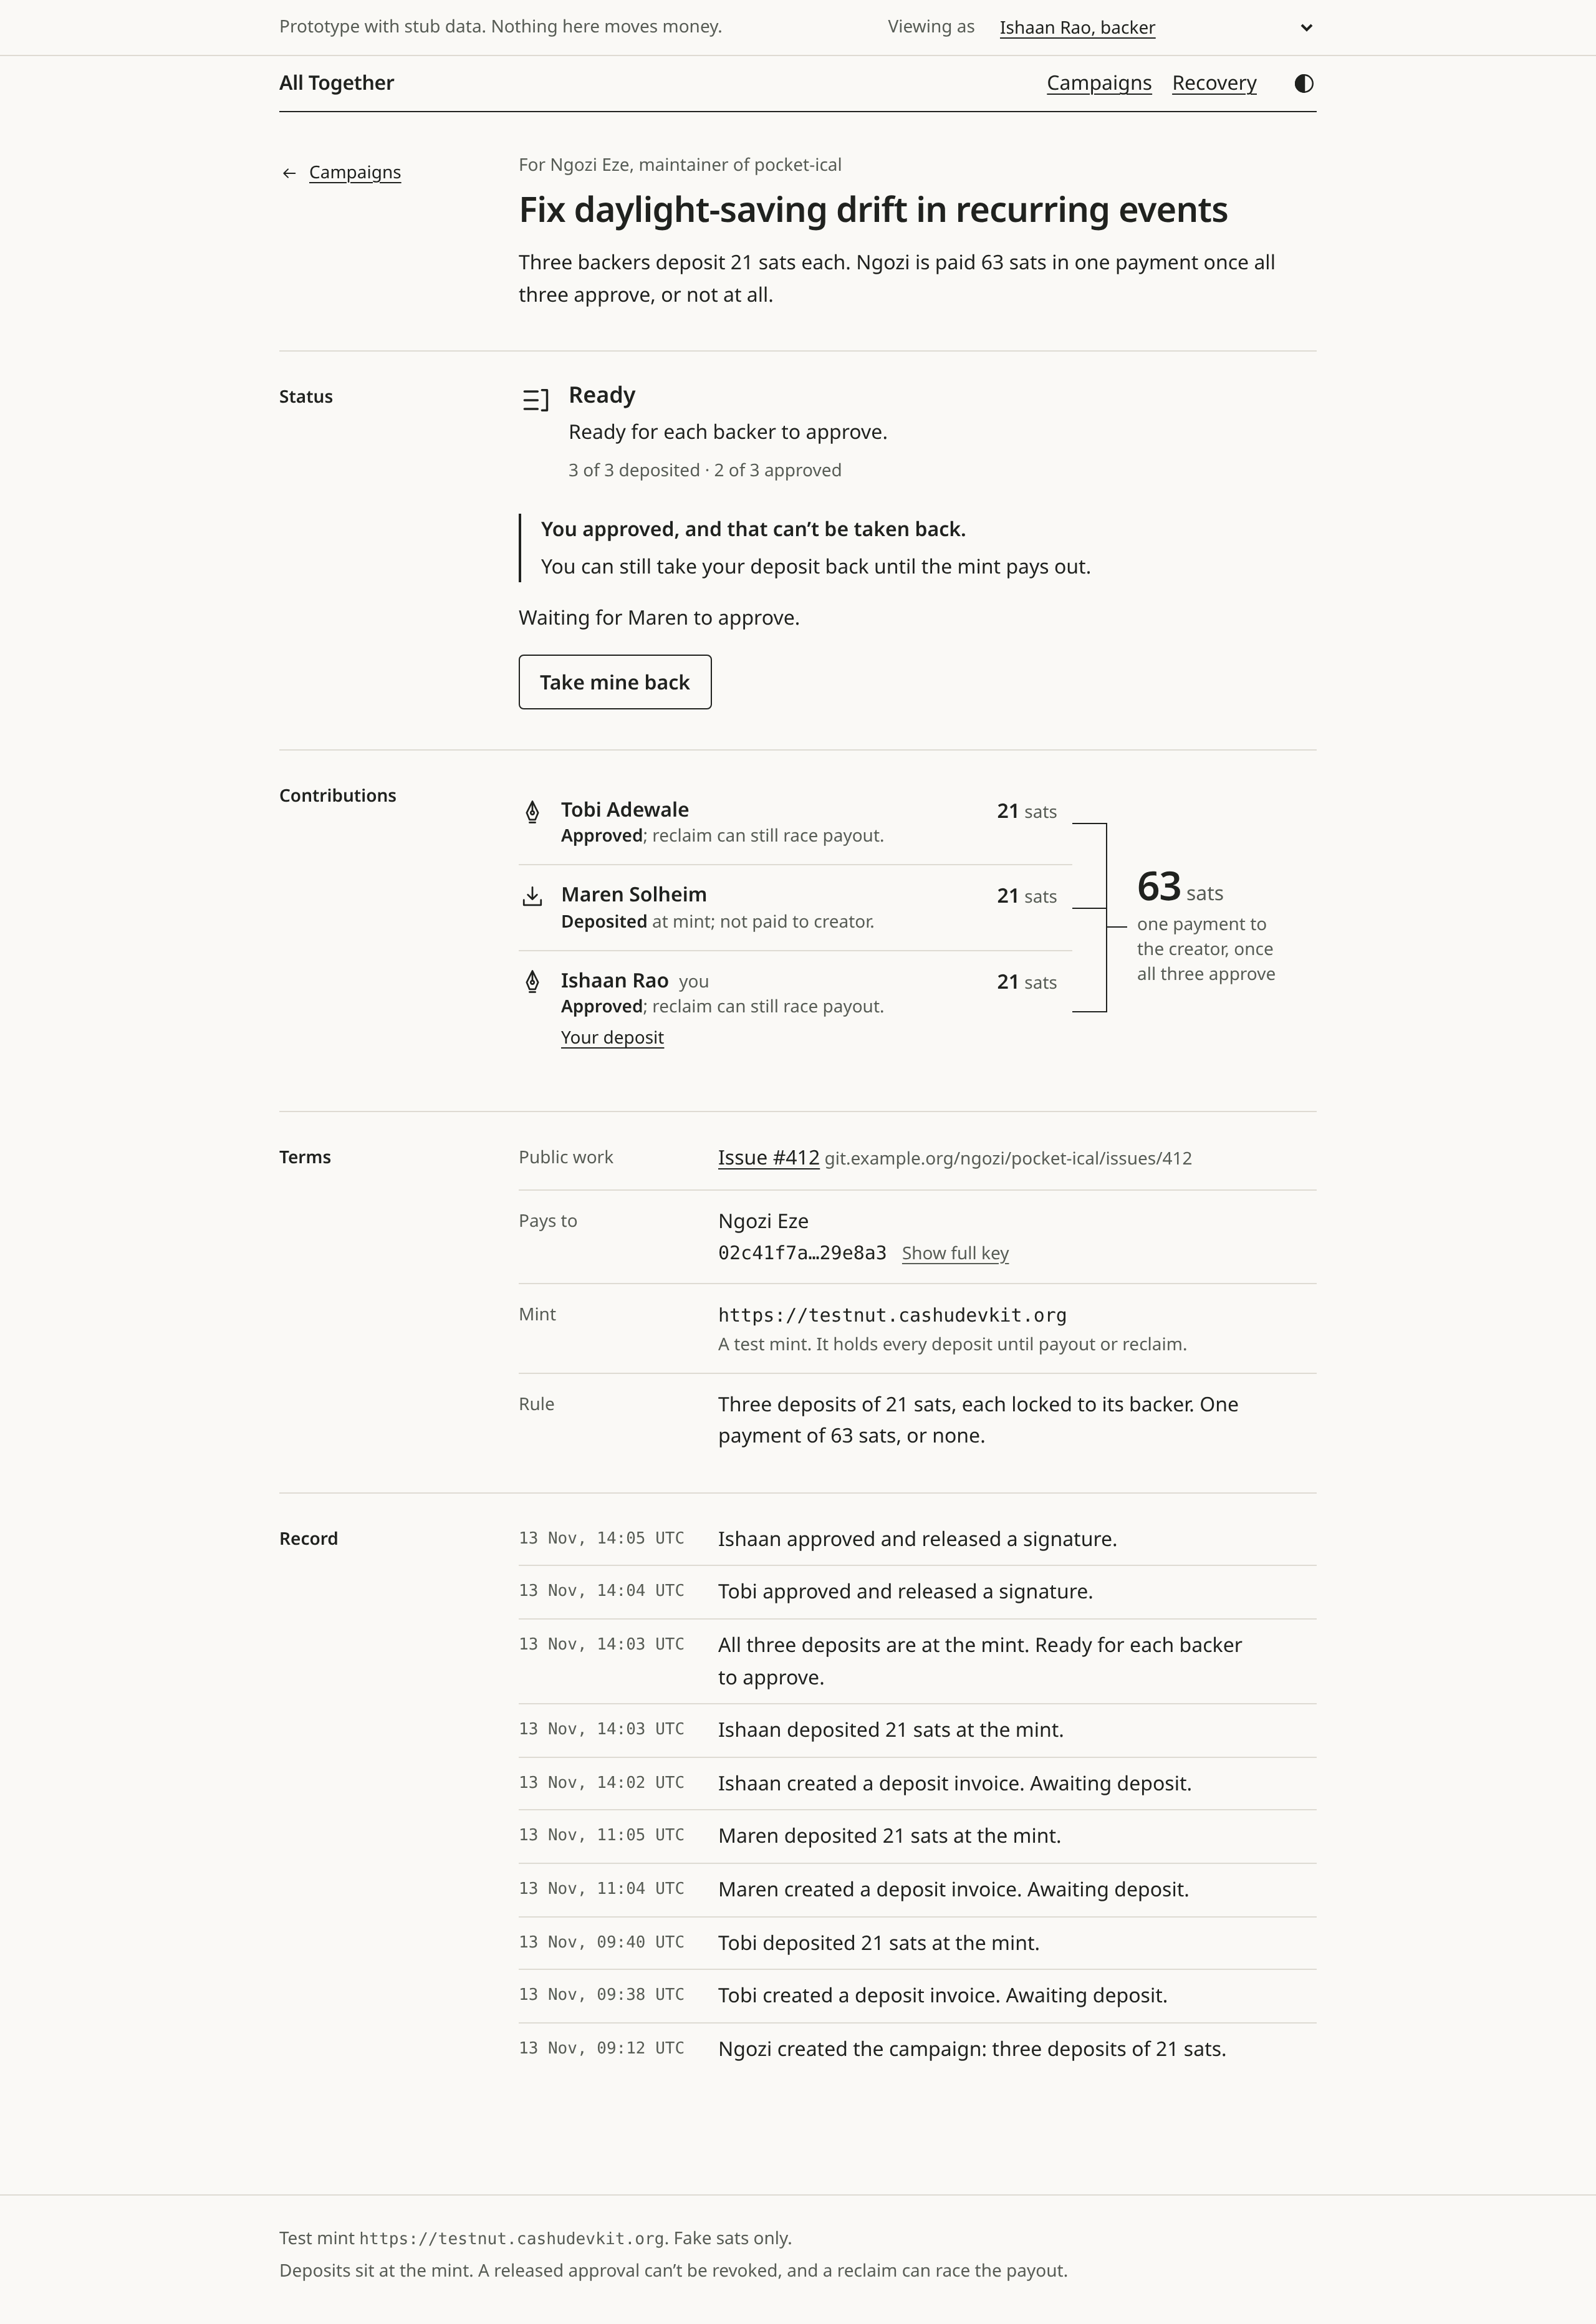 Prototype with stub data. Nothing here moves money.
Viewing as Ishaan Rao, backer
All Together
Campaigns Recovery
← Campaigns
For Ngozi Eze, maintainer of pocket-ical
Fix daylight-saving drift in recurring events
Three backers deposit 21 sats each. Ngozi is paid 63 sats in one payment once all
three approve, or not at all.
Status
Ready
Ready for each backer to approve.
3 of 3 deposited · 2 of 3 approved
You approved, and that can’t be taken back.
You can still take your deposit back until the mint pays out.
Waiting for Maren to approve.
Take mine back
Contributions
Tobi Adewale
21 sats
Approved; reclaim can still race payout.
Maren Solheim
21 sats
Deposited at mint; not paid to creator.
Ishaan Rao you
21 sats
Approved; reclaim can still race payout.
Your deposit
63 sats
one payment to
the creator, once
all three approve
Terms
Public work
Issue #412 git.example.org/ngozi/pocket-ical/issues/412
Pays to
Ngozi Eze
02c41f7a…29e8a3 Show full key
Mint
https://testnut.cashudevkit.org
A test mint. It holds every deposit until payout or reclaim.
Rule
Three deposits of 21 sats, each locked to its backer. One
payment of 63 sats, or none.
Record
13 Nov, 14:05 UTC Ishaan approved and released a signature.
13 Nov, 14:04 UTC Tobi approved and released a signature.
13 Nov, 14:03 UTC All three deposits are at the mint. Ready for each backer
to approve.
13 Nov, 14:03 UTC Ishaan deposited 21 sats at the mint.
13 Nov, 14:02 UTC Ishaan created a deposit invoice. Awaiting deposit.
13 Nov, 11:05 UTC Maren deposited 21 sats at the mint.
13 Nov, 11:04 UTC Maren created a deposit invoice. Awaiting deposit.
13 Nov, 09:40 UTC Tobi deposited 21 sats at the mint.
13 Nov, 09:38 UTC Tobi created a deposit invoice. Awaiting deposit.
13 Nov, 09:12 UTC Ngozi created the campaign: three deposits of 21 sats.
Test mint https://testnut.cashudevkit.org. Fake sats only.
Deposits sit at the mint. A released approval can’t be revoked, and a reclaim can race the payout.